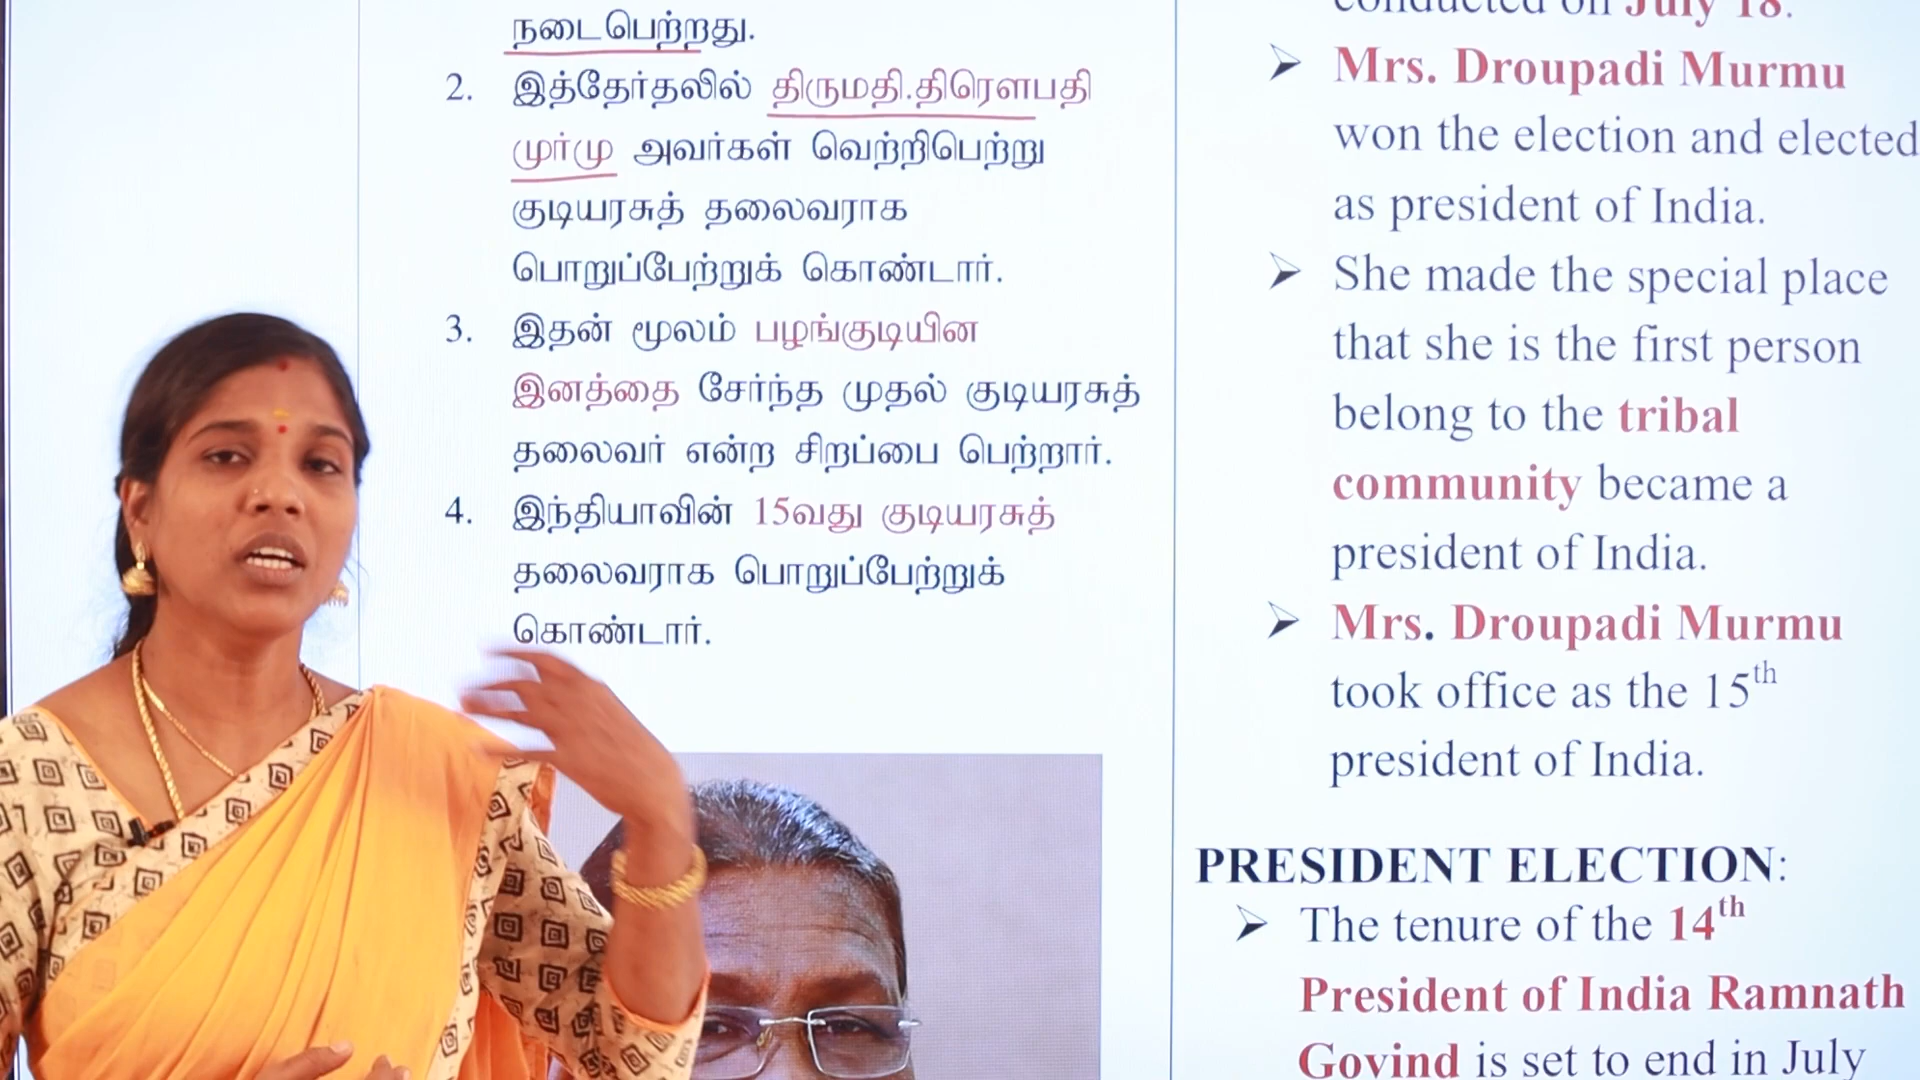 நடைபெற்றது.
2. இத்தேர்தலில் திருமதி.திரௌபதி
முர்மு அவர்கள் வெற்றிபெற்று
குடியரசுத் தலைவராக
பொறுப்பேற்றுக் கொண்டார்.
3. இதன் மூலம் பழங்குடியின
இனத்தை சேர்ந்த முதல் குடியரசுத்
தலைவர் என்ற சிறப்பை பெற்றார்.
4. இந்தியாவின் 15வது குடியரசுத்
தலைவராக பொறுப்பேற்றுக்
கொண்டார்.
conducted on July 18.
➢ Mrs. Droupadi Murmu
won the election and elected
as president of India.
➢ She made the special place
that she is the first person
belong to the tribal
community became a
president of India.
➢ Mrs. Droupadi Murmu
took office as the 15th
president of India.
PRESIDENT ELECTION:
➢ The tenure of the 14th
President of India Ramnath
Govind is set to end in July